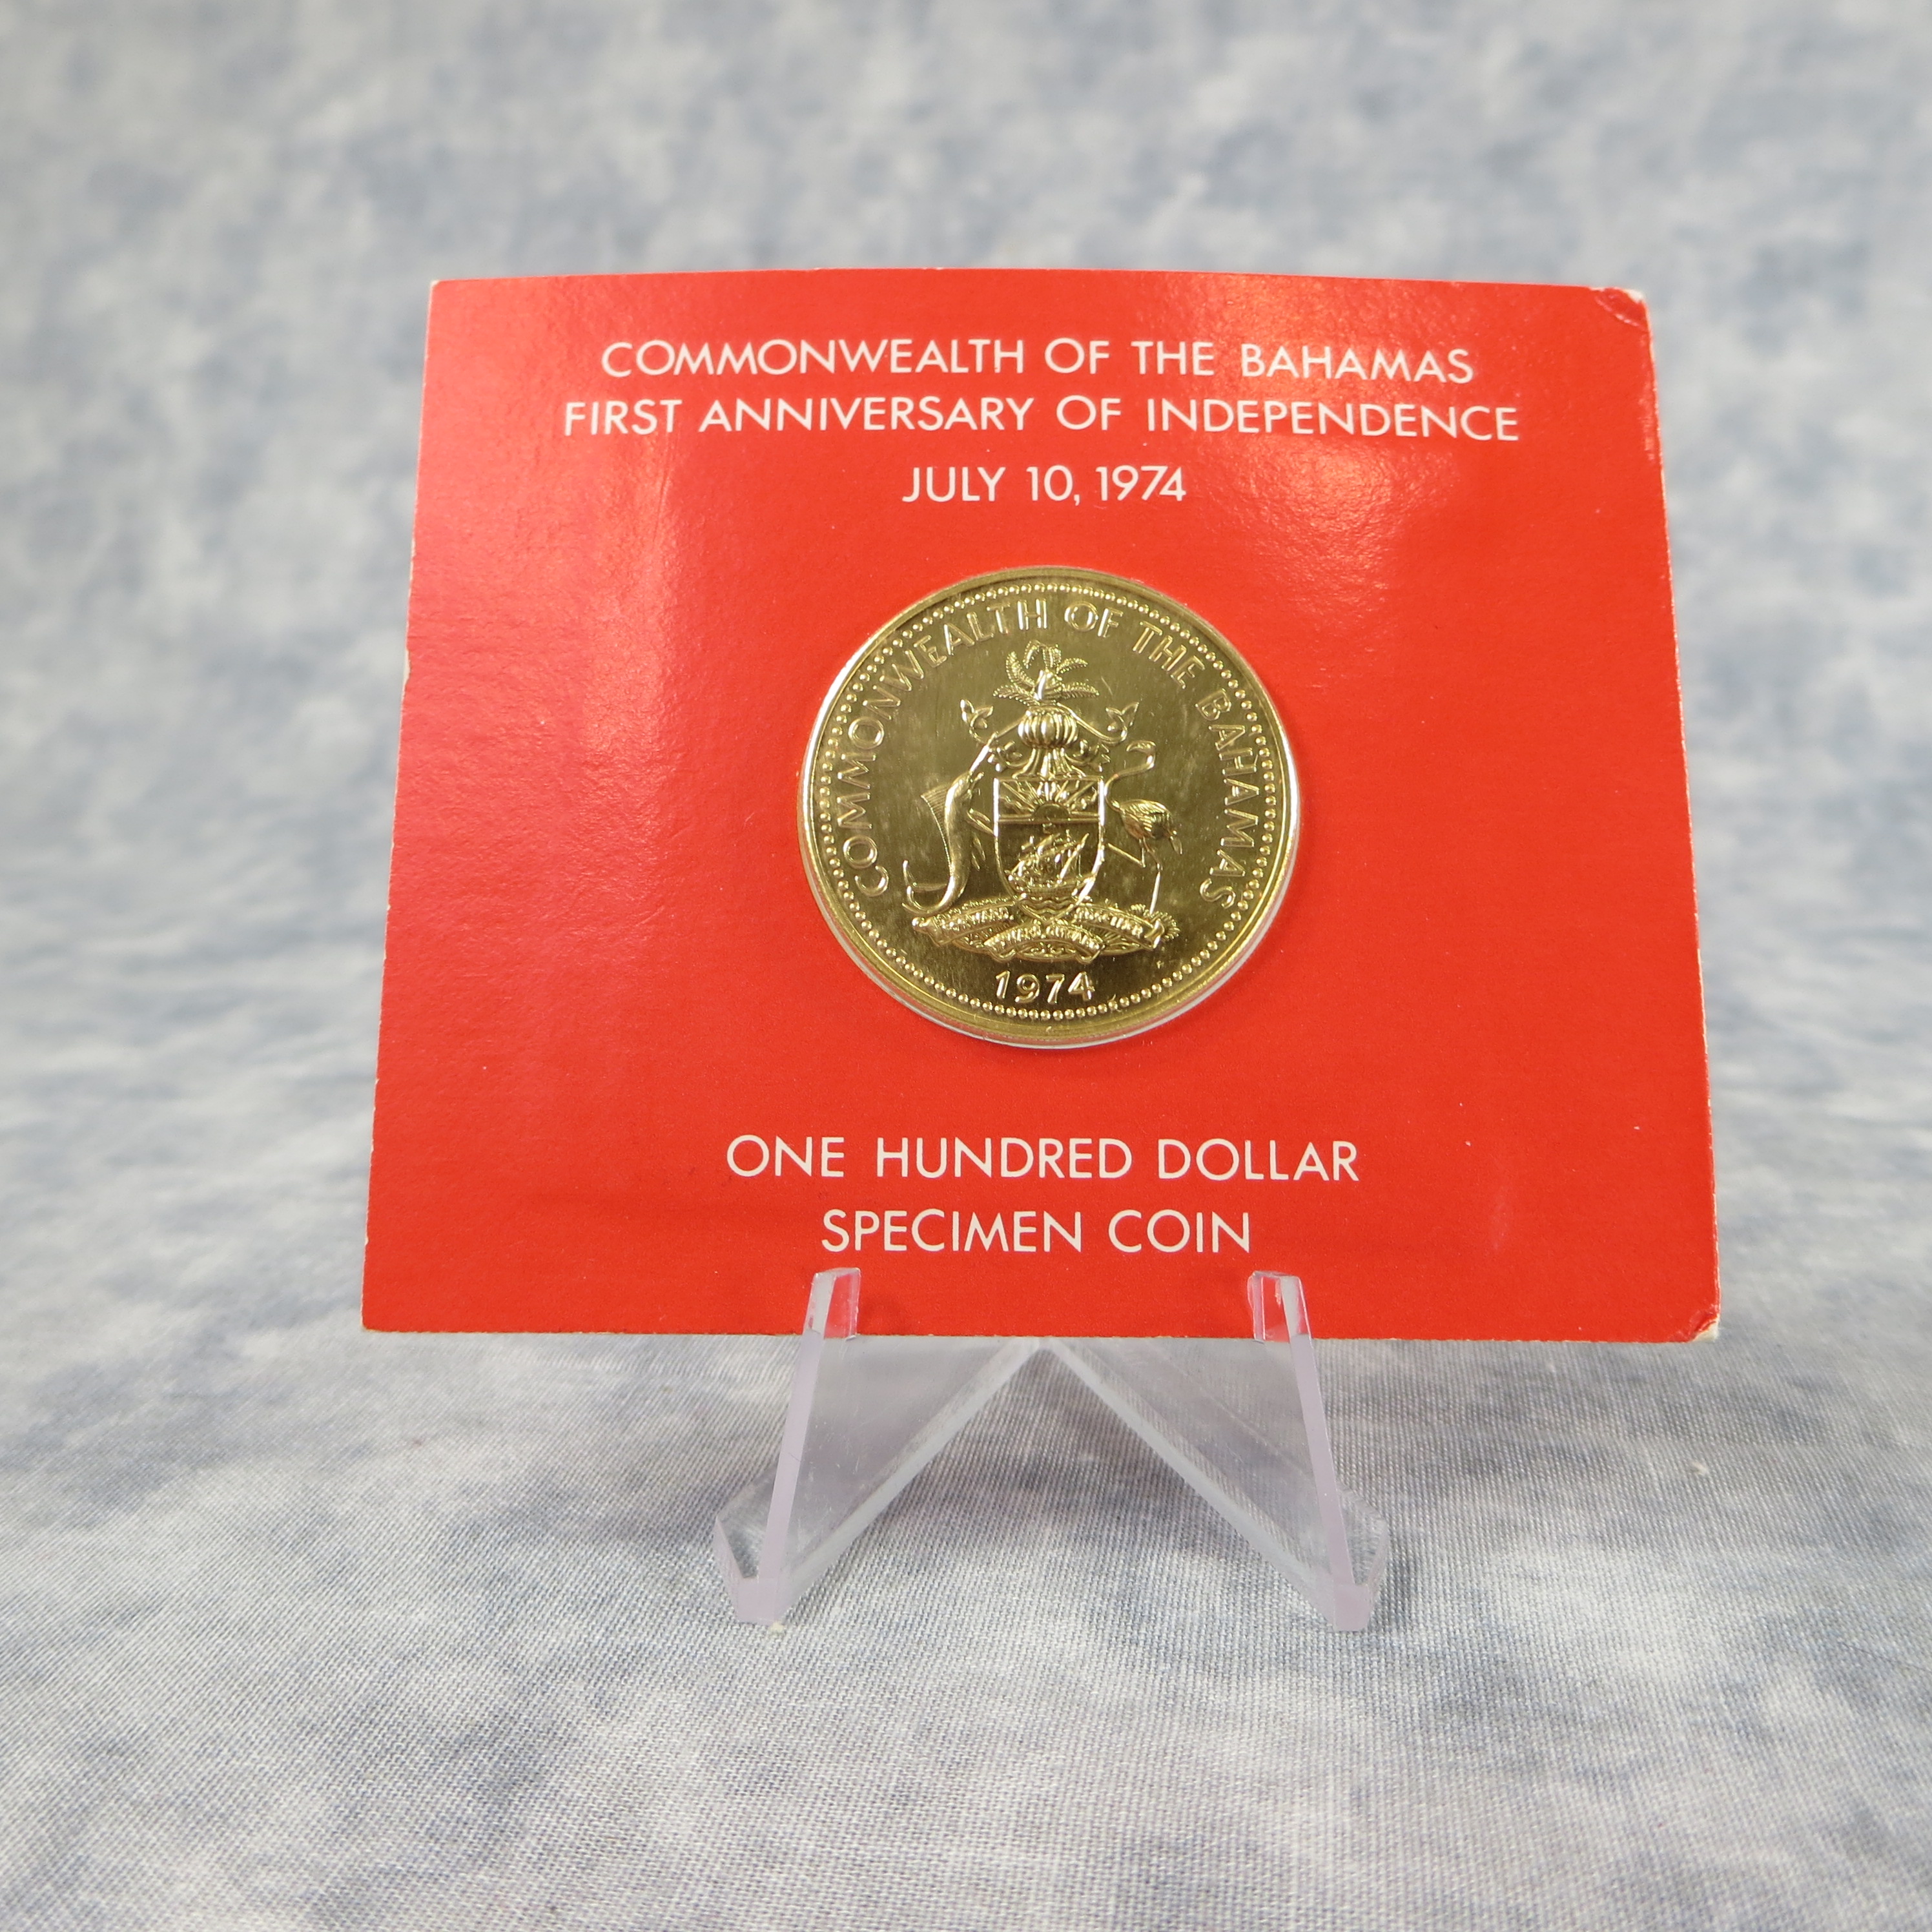 COMMONWEALTH OF THE BAHAMAS
FIRST ANNIVERSARY OF INDEPENDENCE
JULY 10, 1974
COMMONWEALTH OF THE BAHAMAS
1974
ONE HUNDRED DOLLAR
SPECIMEN COIN